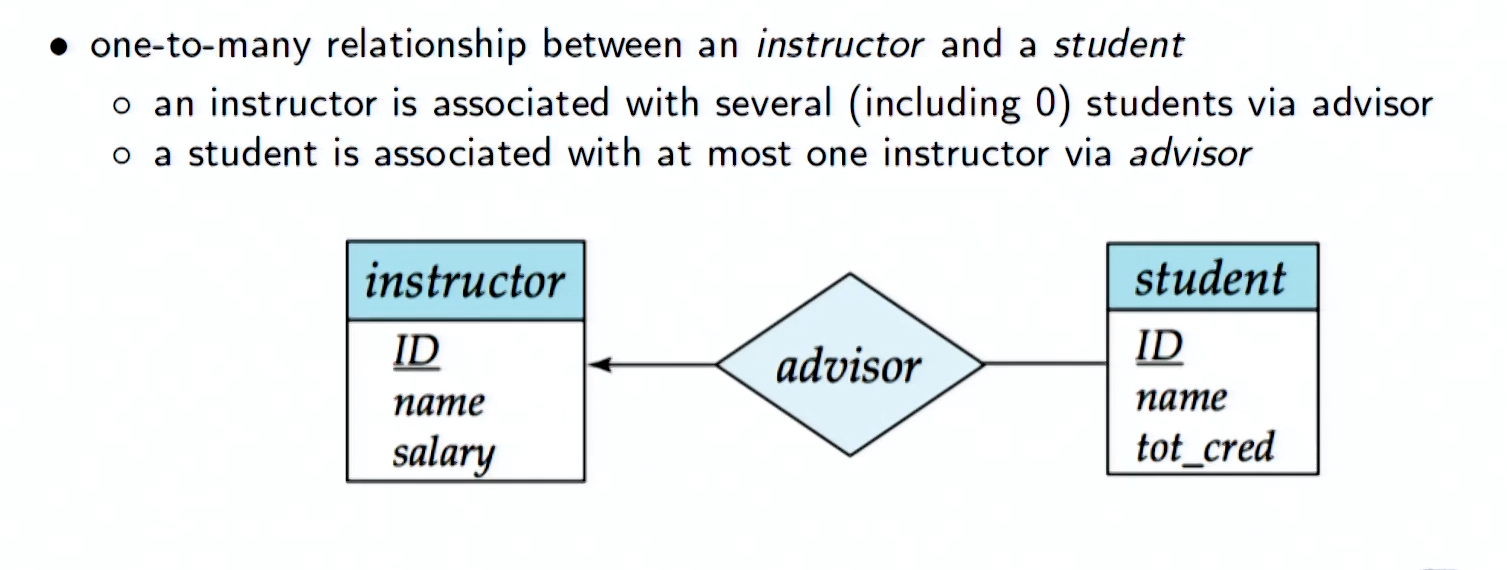 • one-to-many relationship between an instructor and a student
○ an instructor is associated with several (including 0) students via advisor
○ a student is associated with at most one instructor via advisor
instructor
ID
name
salary
advisor
student
ID
name
tot_cred